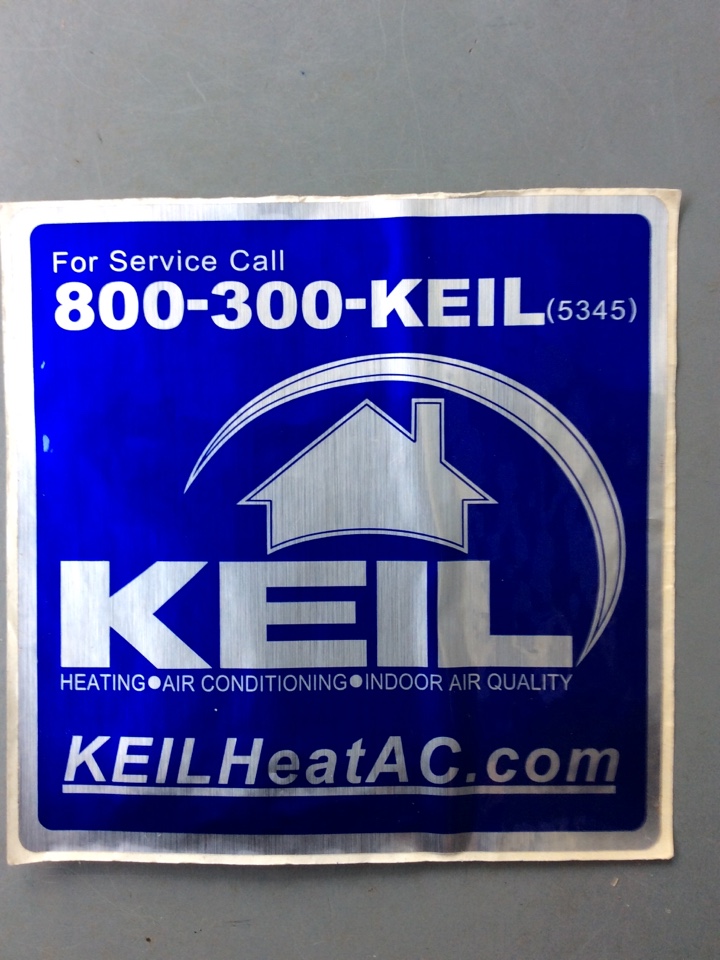 For Service Call
800-300-KEIL(5345)
KEIL
HEATING•AIR CONDITIONING•INDOOR AIR QUALITY
KEILHeatAC.com